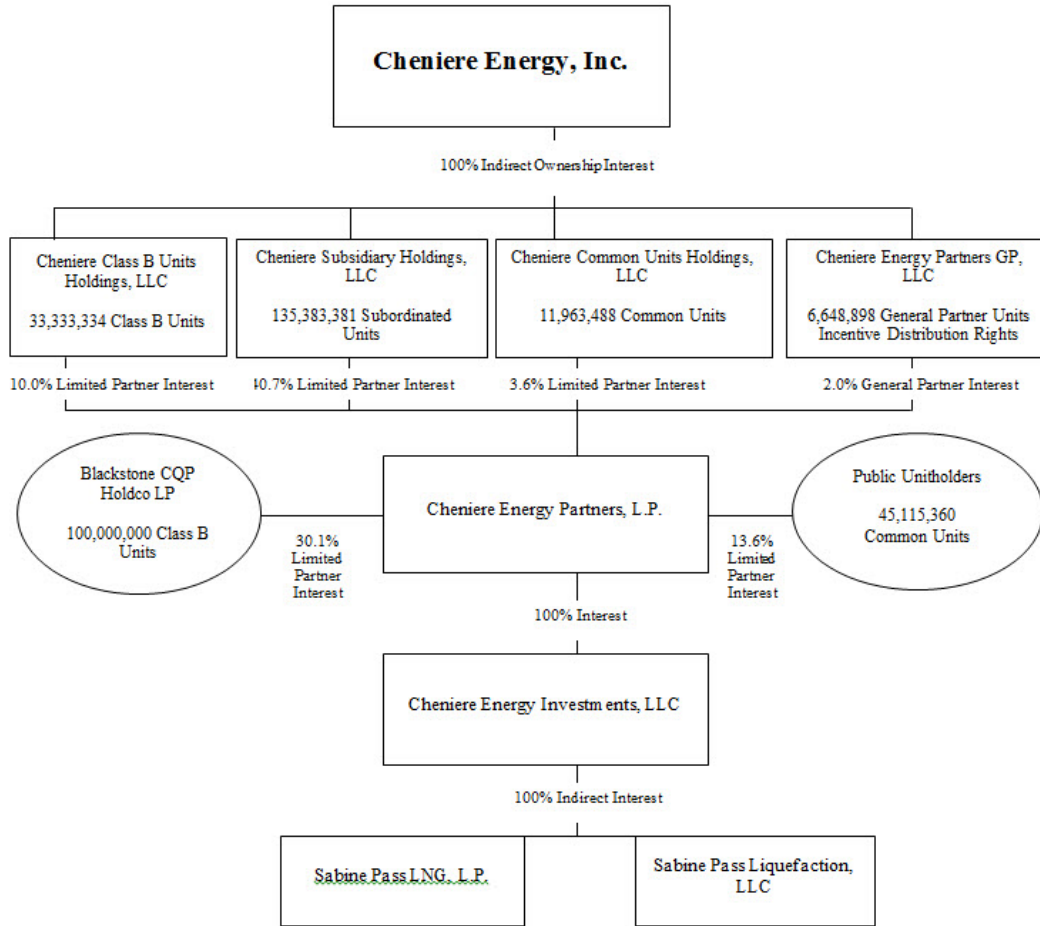 Cheniere Energy, Inc.
100% Indirect Ownership Interest
Cheniere Class B Units
Holdings, LLC
33,333,334 Class B Units
Cheniere Subsidiary Holdings,
LLC
135,383,381 Subordinated
Units
Cheniere Common Units Holdings,
LLC
11,963,488 Common Units
Cheniere Energy Partners GP,
LLC
6,648,898 General Partner Units
Incentive Distribution Rights
10.0% Limited Partner Interest
40.7% Limited Partner Interest
3.6% Limited Partner Interest
2.0% General Partner Interest
Blackstone CQP
Holdco LP
100,000,000 Class B
Units
30.1%
Limited
Partner
Interest
Cheniere Energy Partners, L.P.
13.6%
Limited
Partner
Interest
Public Unitholders
45,115,360
Common Units
100% Interest
Cheniere Energy Investments, LLC
100% Indirect Interest
Sabine Pass LNG, L.P.
Sabine Pass Liquefaction,
LLC